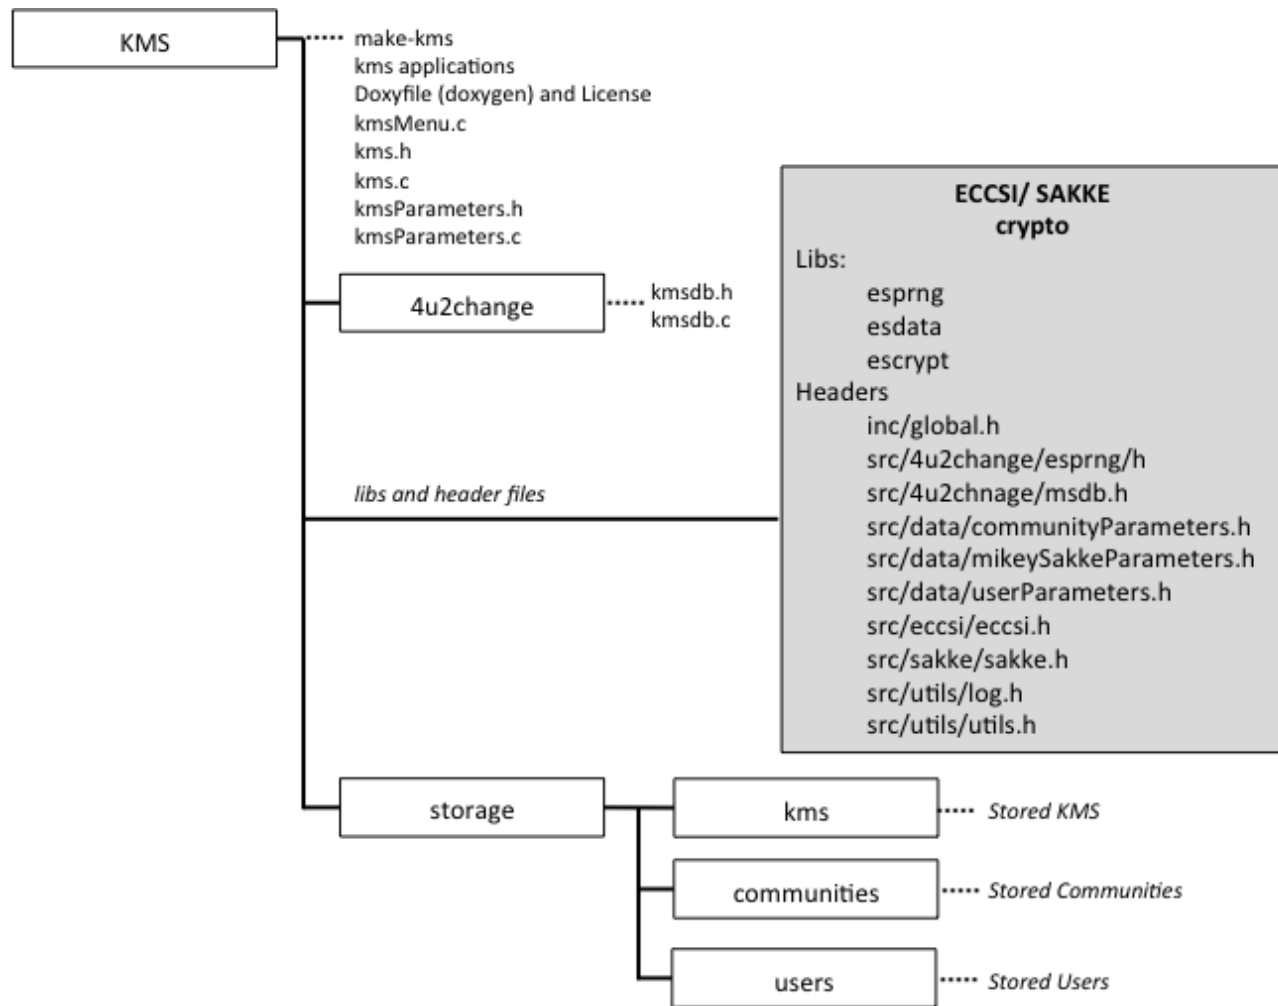 KMS
make-kms
kms applications
Doxyfile (doxygen) and License
kmsMenu.c
kms.h
kms.c
kmsParameters.h
kmsParameters.c
4u2change
kmsdb.h
kmsdb.c
ECCSI/ SAKKE
crypto
Libs:
esprng
esdata
escrypt
Headers
inc/global.h
src/4u2change/esprng/h
src/4u2chnage/msdb.h
src/data/communityParameters.h
src/data/mikeySakkeParameters.h
src/data/userParameters.h
src/eccsi/eccsi.h
src/sakke/sakke.h
src/utils/log.h
src/utils/utils.h
libs and header files
storage
kms
Stored KMS
communities
Stored Communities
users
Stored Users